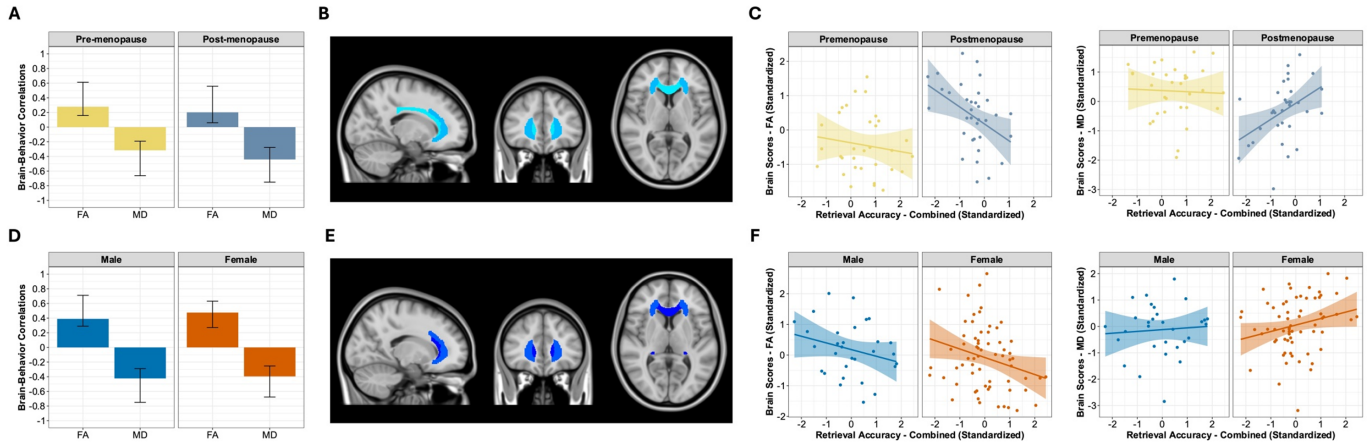 A
Pre-menopause
Post-menopause
Brain-Behavior Correlations
1
0.8
0.6
0.4
0.2
0
-0.2
-0.4
-0.6
-0.8
-1
FA
MD
FA
MD
B
C
Premenopause
Postmenopause
Brain Scores - FA (Standardized)
2
1
0
-1
-2 -1 0 1 2
-2 -1 0 1 2
Retrieval Accuracy - Combined (Standardized)
Premenopause
Postmenopause
Brain Scores - MD (Standardized)
1
0
-1
-2
-3
-2 -1 0 1 2
-2 -1 0 1 2
Retrieval Accuracy - Combined (Standardized)
D
Male
Female
Brain-Behavior Correlations
1
0.8
0.6
0.4
0.2
0
-0.2
-0.4
-0.6
-0.8
-1
FA
MD
FA
MD
E
F
Male
Female
Brain Scores - FA (Standardized)
2
1
0
-1
-2
-2 -1 0 1 2
-2 -1 0 1 2
Retrieval Accuracy - Combined (Standardized)
Male
Female
Brain Scores - MD (Standardized)
2
1
0
-1
-2
-3
-2 -1 0 1 2
-2 -1 0 1 2
Retrieval Accuracy - Combined (Standardized)